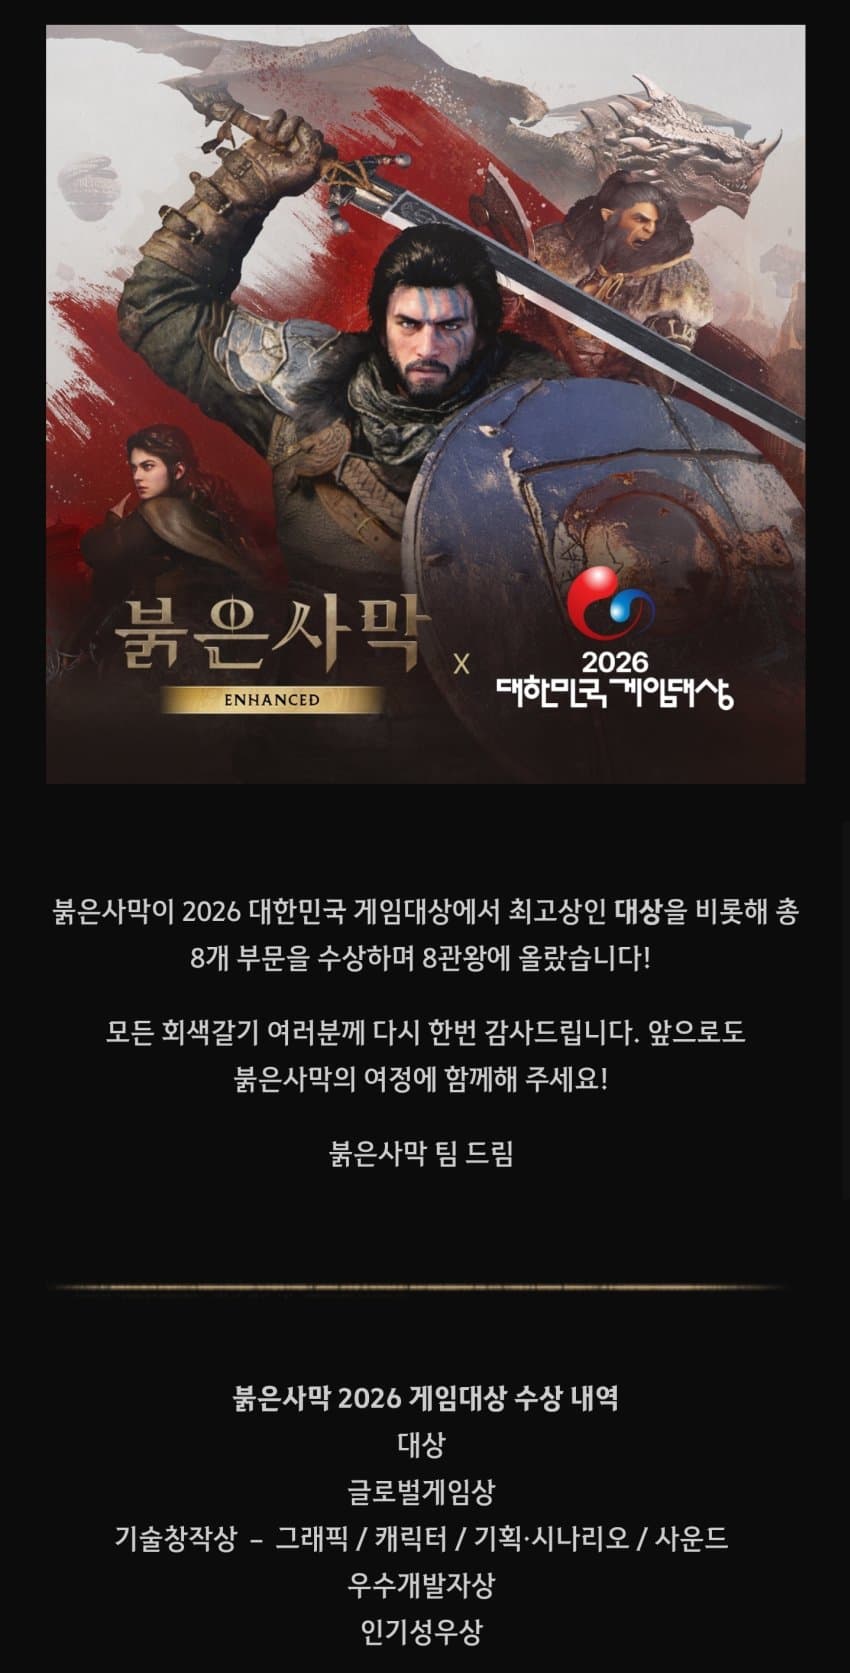 붉은사막
ENHANCED
X
2026
대한민국 게임대상
붉은사막이 2026 대한민국 게임대상에서 최고상인 대상을 비롯해 총
8개 부문을 수상하며 8관왕에 올랐습니다!
모든 회색갈기 여러분께 다시 한번 감사드립니다. 앞으로도
붉은사막의 여정에 함께해 주세요!
붉은사막 팀 드림
붉은사막 2026 게임대상 수상 내역
대상
글로벌게임상
기술창작상 - 그래픽 / 캐릭터 / 기획·시나리오 / 사운드
우수개발자상
인기성우상